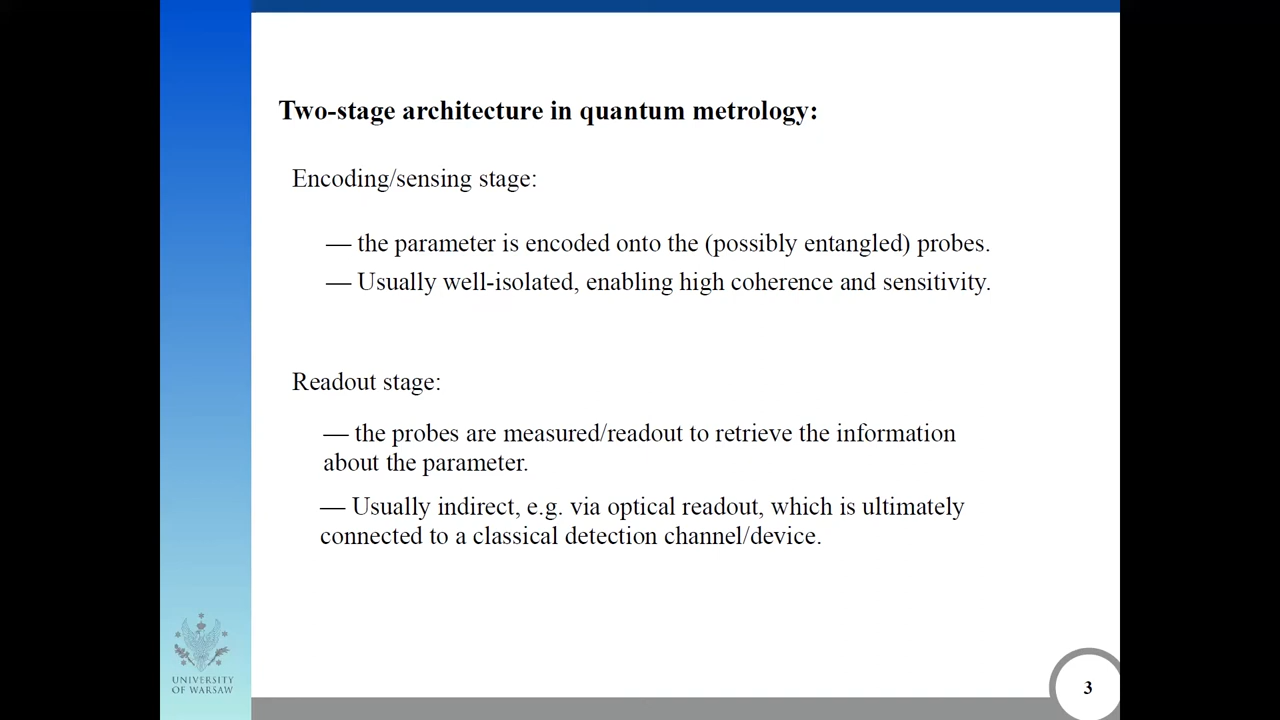 Two-stage architecture in quantum metrology:
Encoding/sensing stage:
— the parameter is encoded onto the (possibly entangled) probes.
— Usually well-isolated, enabling high coherence and sensitivity.
Readout stage:
— the probes are measured/readout to retrieve the information
about the parameter.
— Usually indirect, e.g. via optical readout, which is ultimately
connected to a classical detection channel/device.
UNIVERSITY
OF WARSAW
3